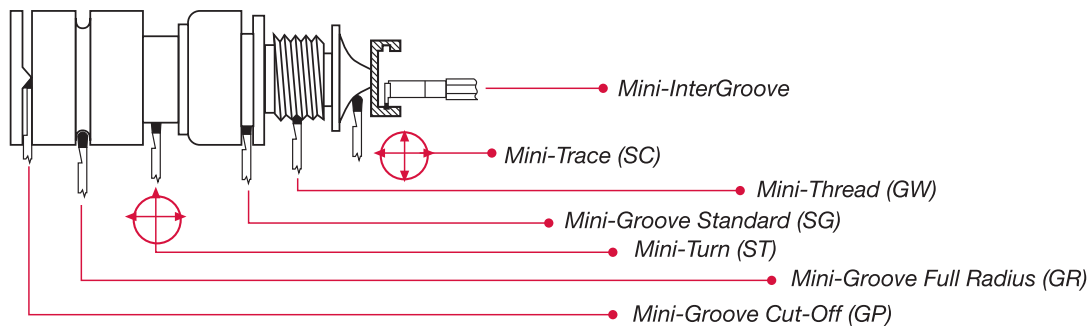 Mini-InterGroove
Mini-Trace (SC)
Mini-Thread (GW)
Mini-Groove Standard (SG)
Mini-Turn (ST)
Mini-Groove Full Radius (GR)
Mini-Groove Cut-Off (GP)